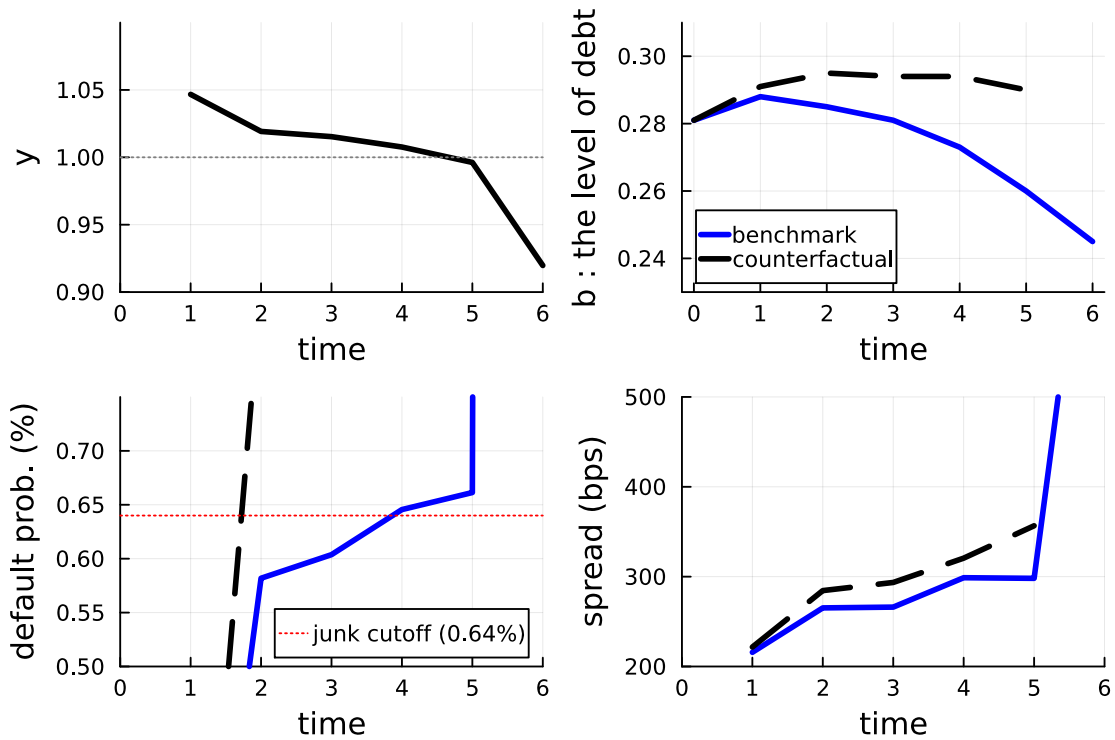 y
1.05
1.00
0.95
0.90
0 1 2 3 4 5 6
time
b : the level of debt
0.30
0.28
0.26
0.24
benchmark
counterfactual
0 1 2 3 4 5 6
time
default prob. (%)
0.70
0.65
0.60
0.55
0.50
junk cutoff (0.64%)
0 1 2 3 4 5 6
time
spread (bps)
500
400
300
200
0 1 2 3 4 5 6
time